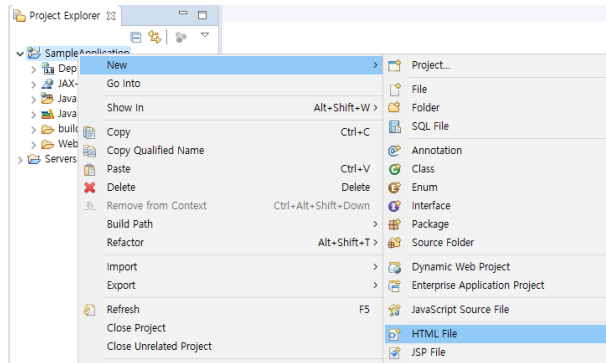 Project Explorer
SampleApplication
Dep
JAX-
Java
Java
build
Web
Servers
New
Go Into
Show In Alt+Shift+W >
Copy Ctrl+C
Copy Qualified Name
Paste Ctrl+V
Delete Delete
Remove from Context Ctrl+Alt+Shift+Down
Build Path
Refactor Alt+Shift+T >
Import
Export
Refresh F5
Close Project
Close Unrelated Project
Project...
File
Folder
SQL File
Annotation
Class
Enum
Interface
Package
Source Folder
Dynamic Web Project
Enterprise Application Project
JavaScript Source File
HTML File
JSP File